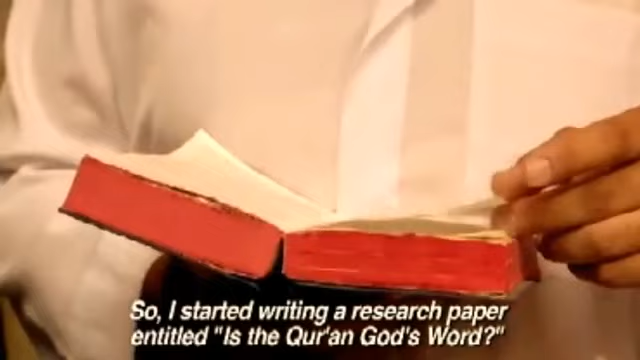 So, I started writing a research paper
entitled "Is the Qur'an God's Word?"